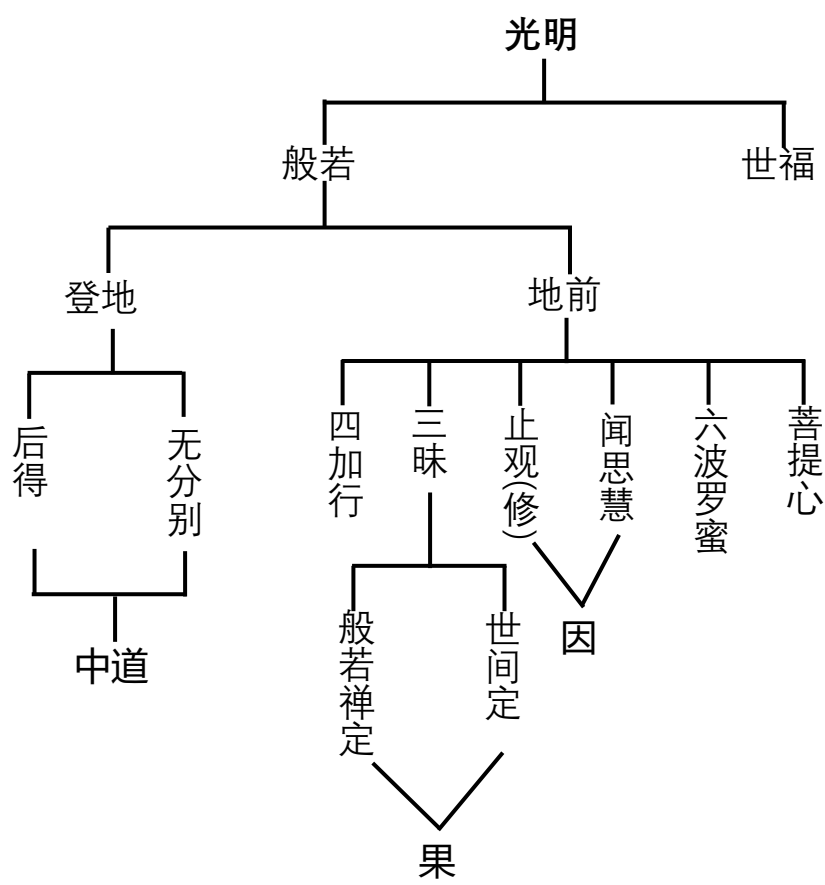 光明
般若
世福
登地
地前
后得
无分别
四加行
三昧
止观(修)
闻思慧
六波罗蜜
菩提心
中道
般若禅定
世间定
因
果